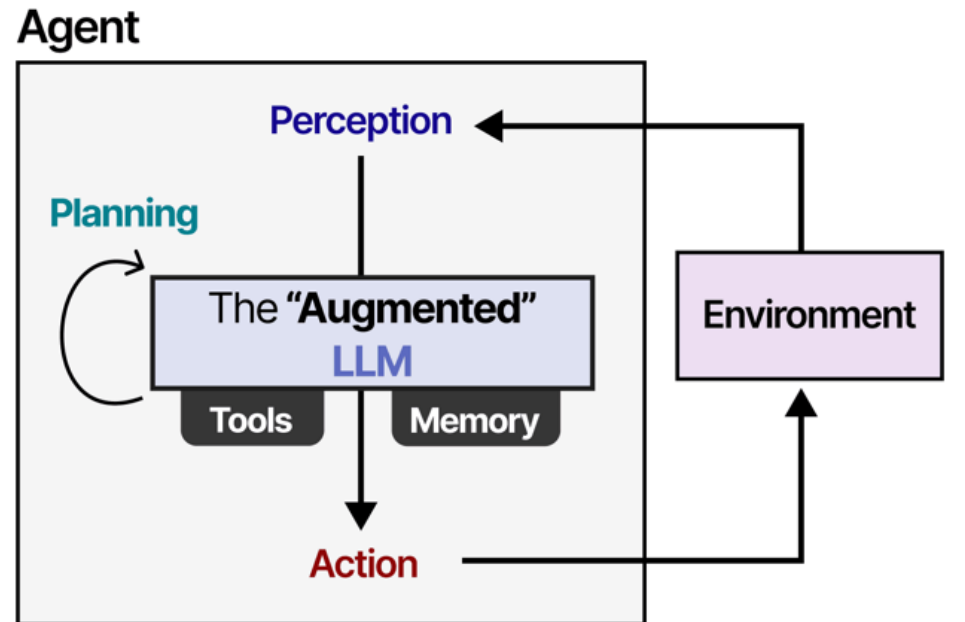 Agent
Perception
Planning
The “Augmented”
LLM
Tools
Memory
Environment
Action